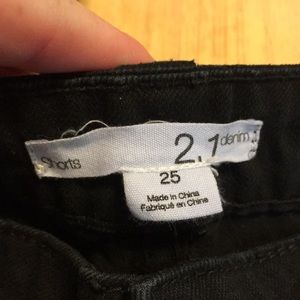 Shorts 2.1 denim
25
Made in China
Fabriqué en Chine